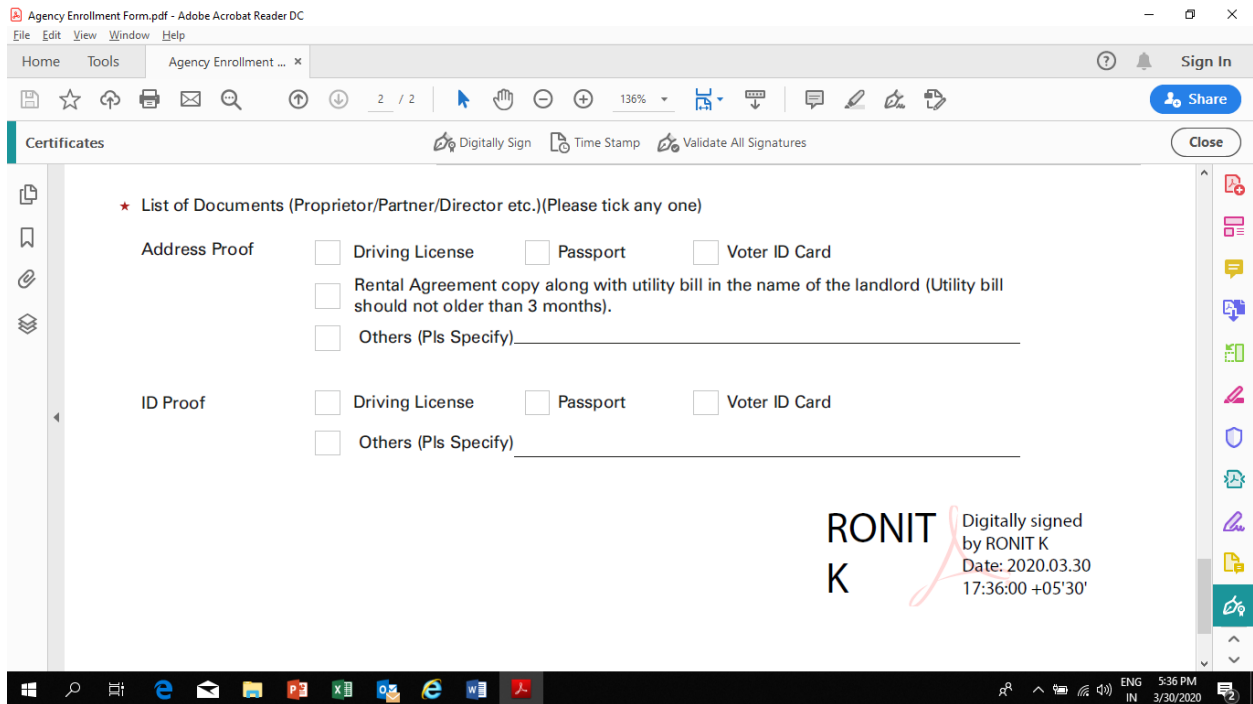 Agency Enrollment Form.pdf - Adobe Acrobat Reader DC
File Edit View Window Help
Home Tools Agency Enrollment ... × Sign In
2 / 2 136% Share
Certificates Digitally Sign Time Stamp Validate All Signatures Close
★ List of Documents (Proprietor/Partner/Director etc.)(Please tick any one)
Address Proof Driving License Passport Voter ID Card
Rental Agreement copy along with utility bill in the name of the landlord (Utility bill
should not older than 3 months).
Others (Pls Specify)
ID Proof Driving License Passport Voter ID Card
Others (Pls Specify)
RONIT
K
Digitally signed
by RONIT K
Date: 2020.03.30
17:36:00 +05'30'
ENG 5:36 PM
IN 3/30/2020 2